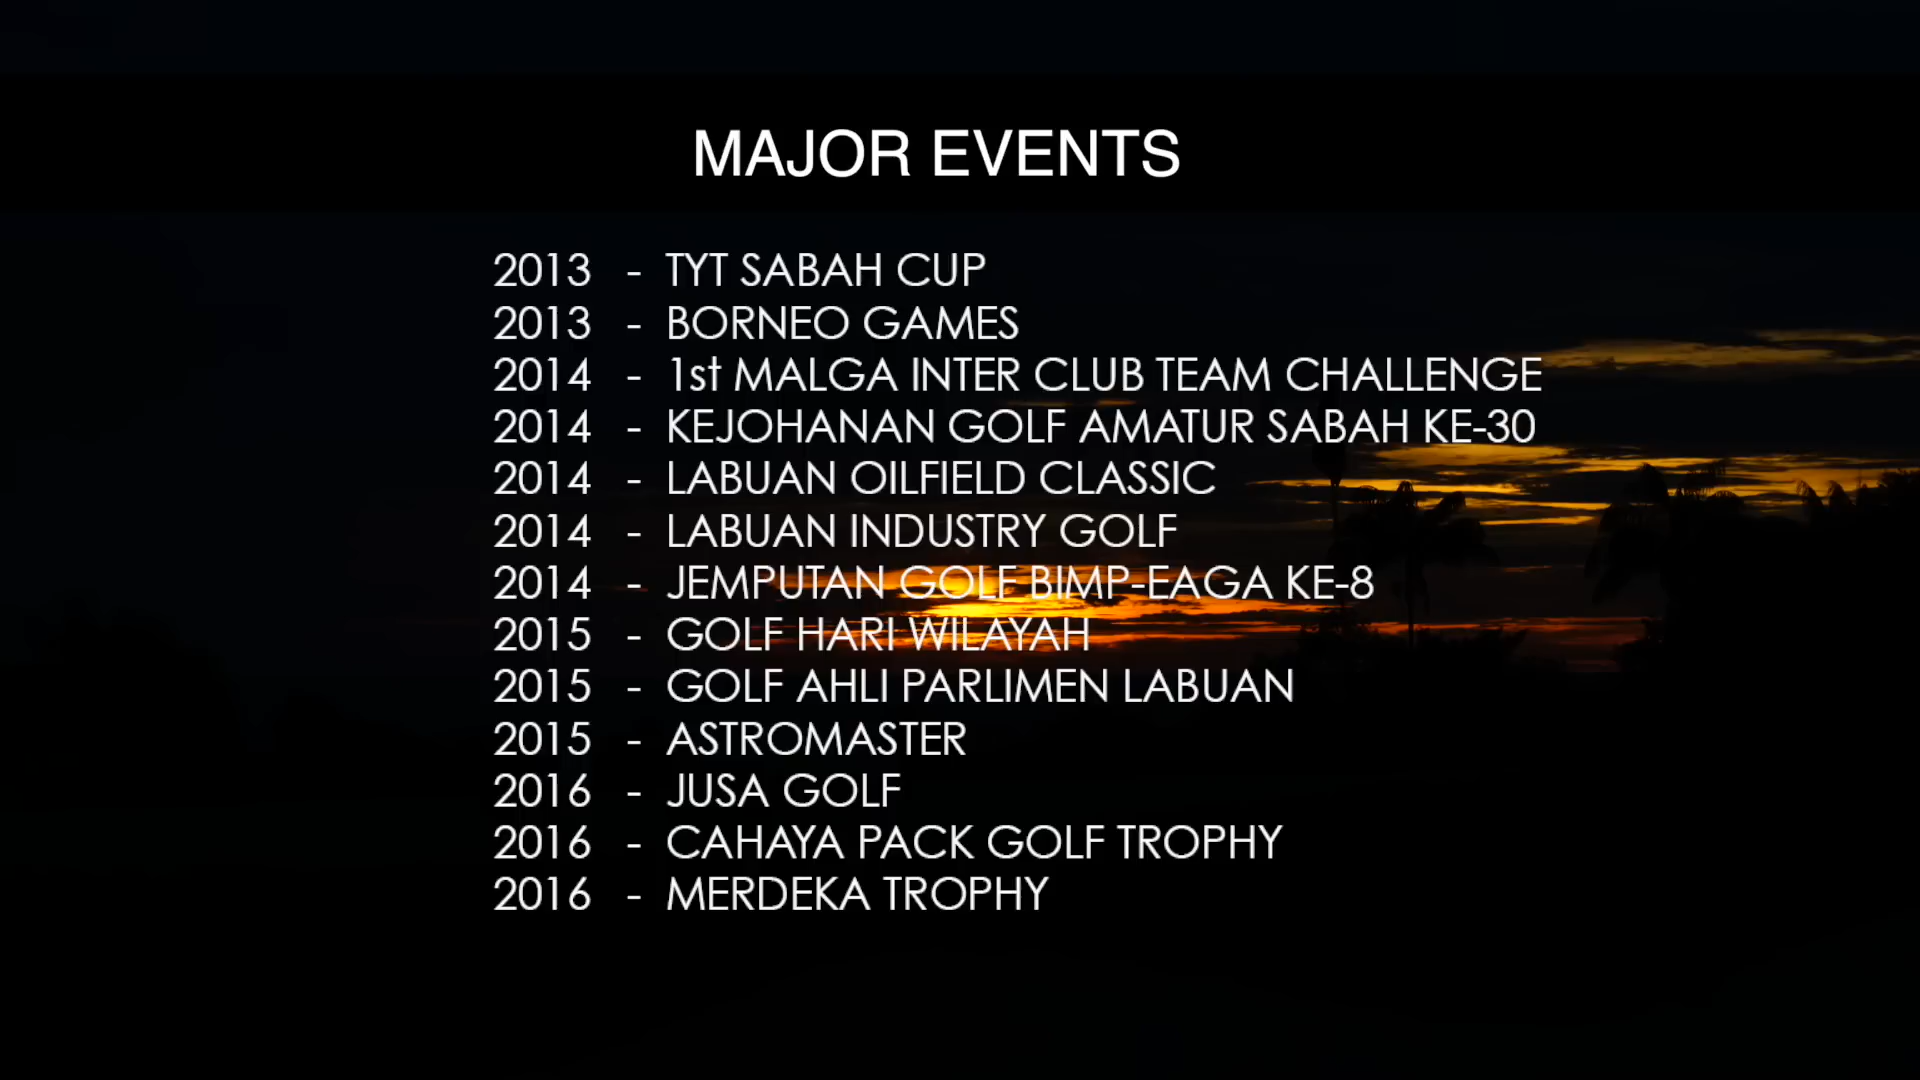 MAJOR EVENTS
2013 - TYT SABAH CUP
2013 - BORNEO GAMES
2014 - 1st MALGA INTER CLUB TEAM CHALLENGE
2014 - KEJOHANAN GOLF AMATUR SABAH KE-30
2014 - LABUAN OILFIELD CLASSIC
2014 - LABUAN INDUSTRY GOLF
2014 - JEMPUTAN GOLF BIMP-EAGA KE-8
2015 - GOLF HARI WILAYAH
2015 - GOLF AHLI PARLIMEN LABUAN
2015 - ASTROMASTER
2016 - JUSA GOLF
2016 - CAHAYA PACK GOLF TROPHY
2016 - MERDEKA TROPHY